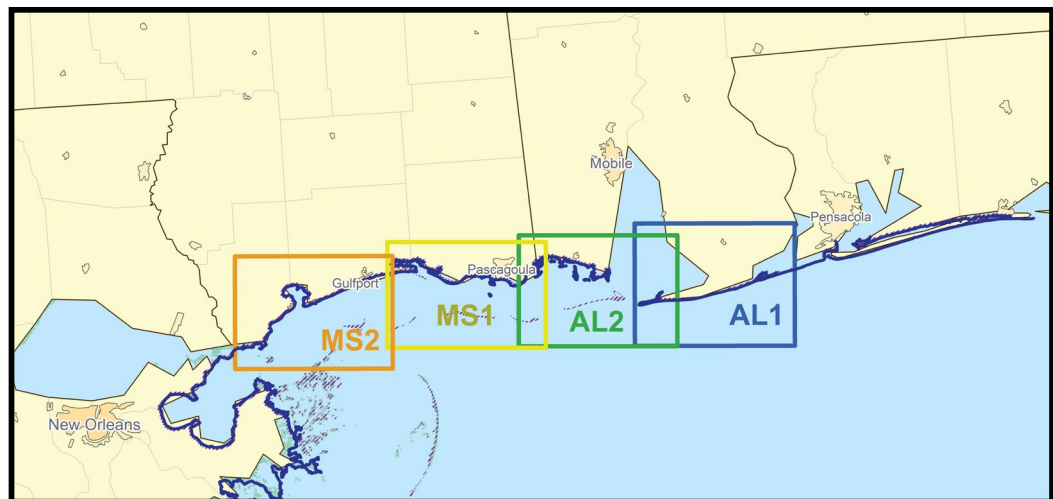 Mobile
Pensacola
Pascagoula
Gulfport
MS2
MS1
AL2
AL1
New Orleans